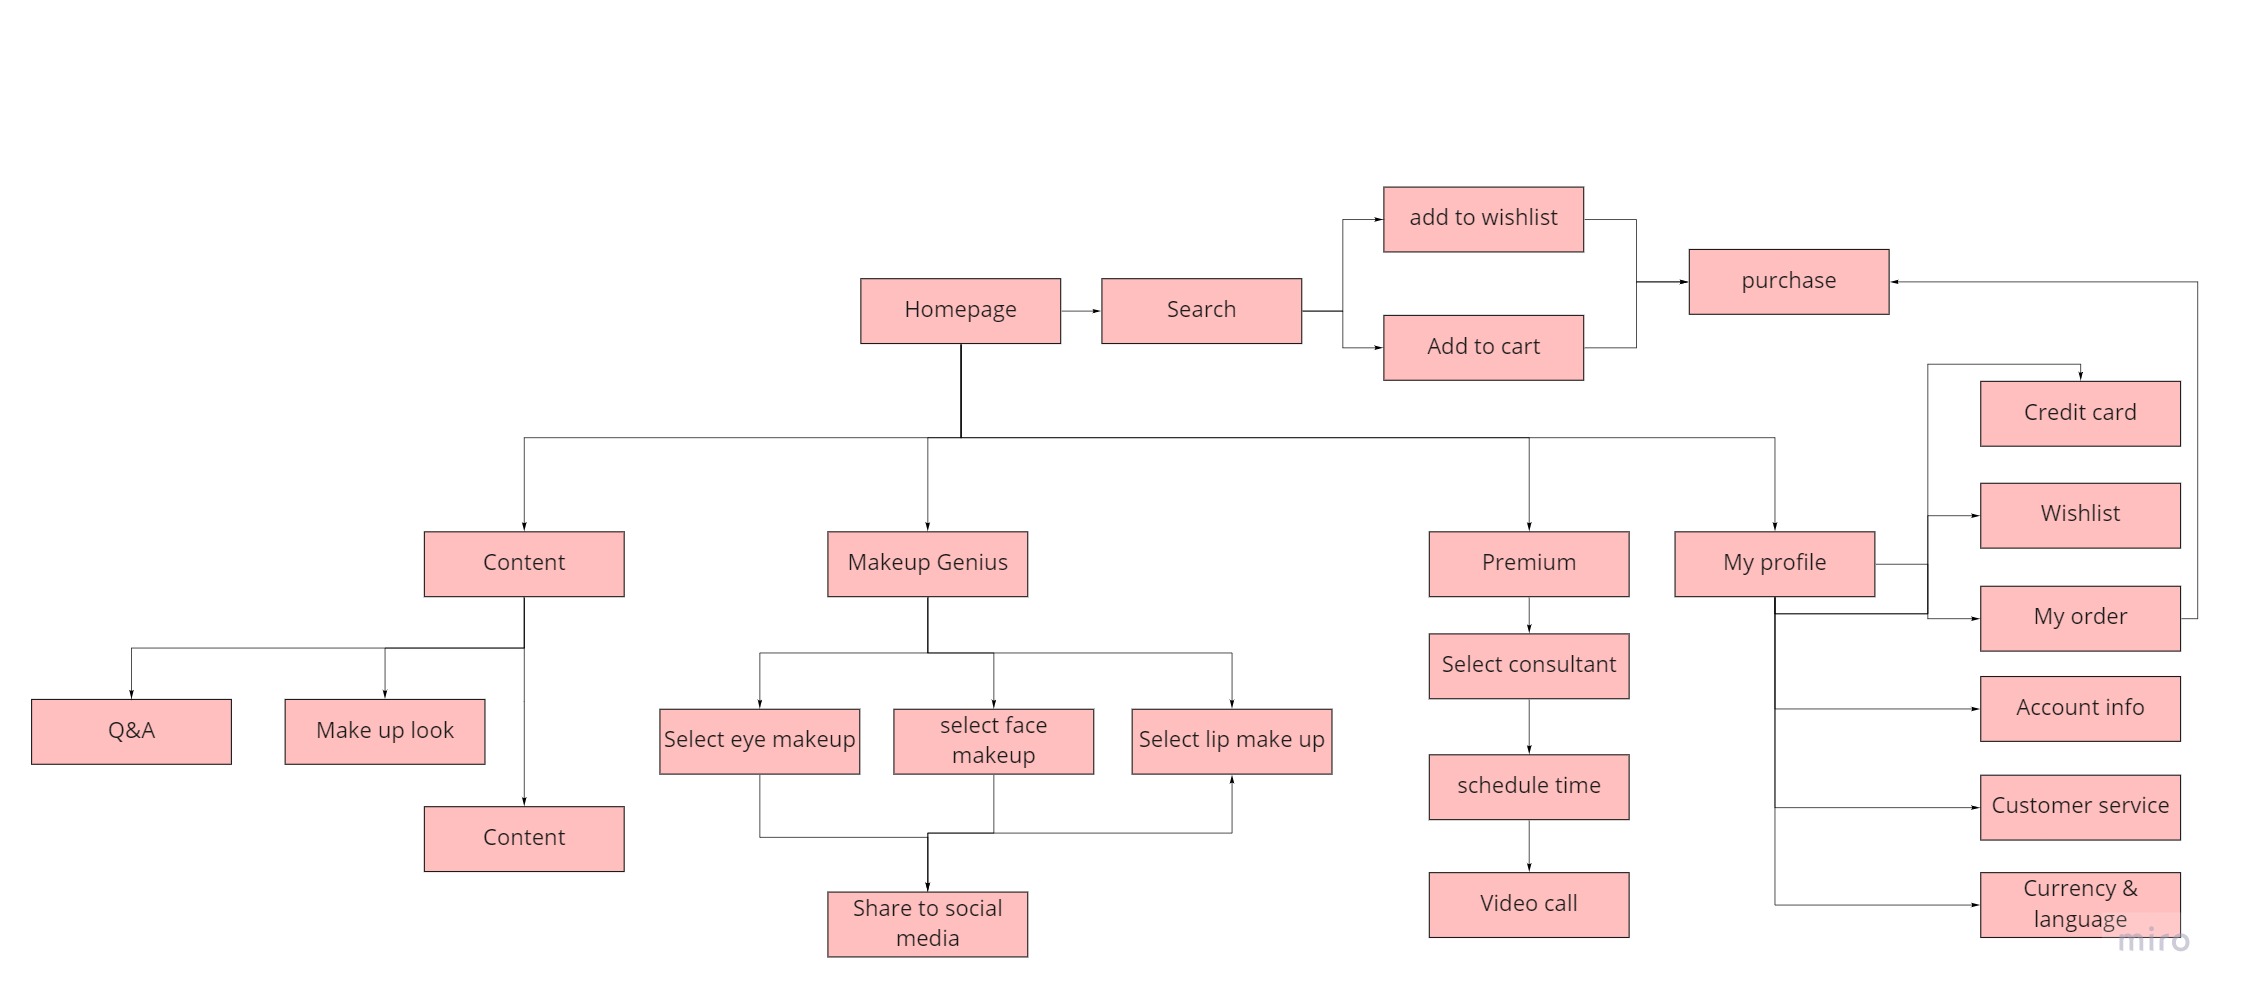 add to wishlist
purchase
Homepage
Search
Add to cart
Credit card
Wishlist
Content
Makeup Genius
Premium
My profile
My order
Select consultant
Account info
Q&A
Make up look
Select eye makeup
select face
makeup
Select lip make up
schedule time
Customer service
Content
Share to social
media
Video call
Currency &
language
miro